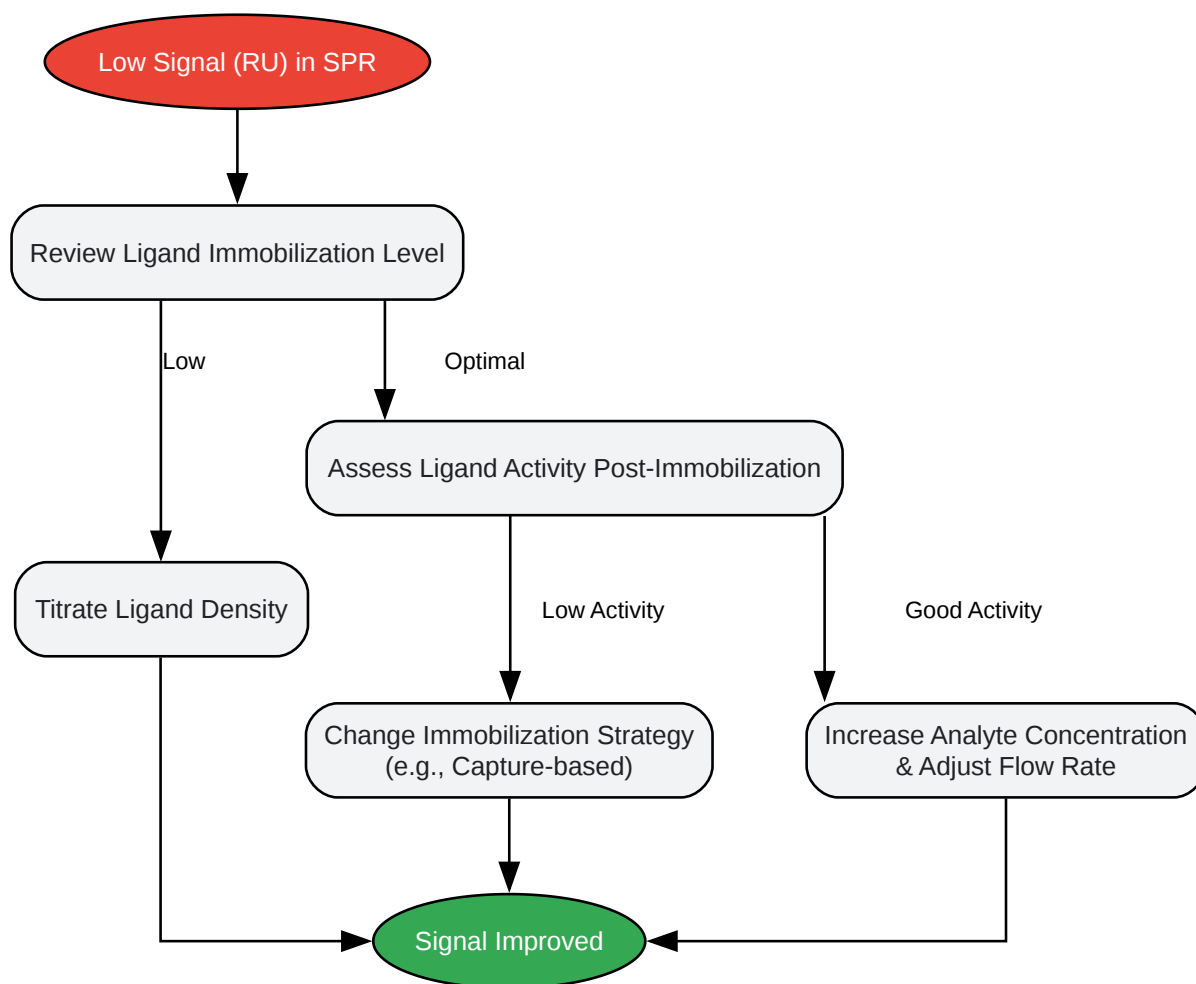 Low Signal (RU) in SPR
Review Ligand Immobilization Level
Low
Optimal
Assess Ligand Activity Post-Immobilization
Titrate Ligand Density
Low Activity
Good Activity
Change Immobilization Strategy
(e.g., Capture-based)
Increase Analyte Concentration
& Adjust Flow Rate
Signal Improved